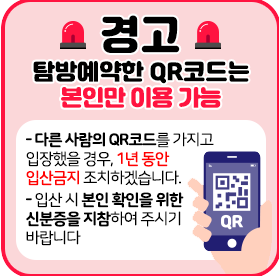 경고
탐방예약한 QR코드는
본인만 이용 가능
- 다른 사람의 QR코드를 가지고
입장했을 경우, 1년 동안
입산금지 조치하겠습니다.
- 입산 시 본인 확인을 위한
신분증을 지참하여 주시기
바랍니다
QR